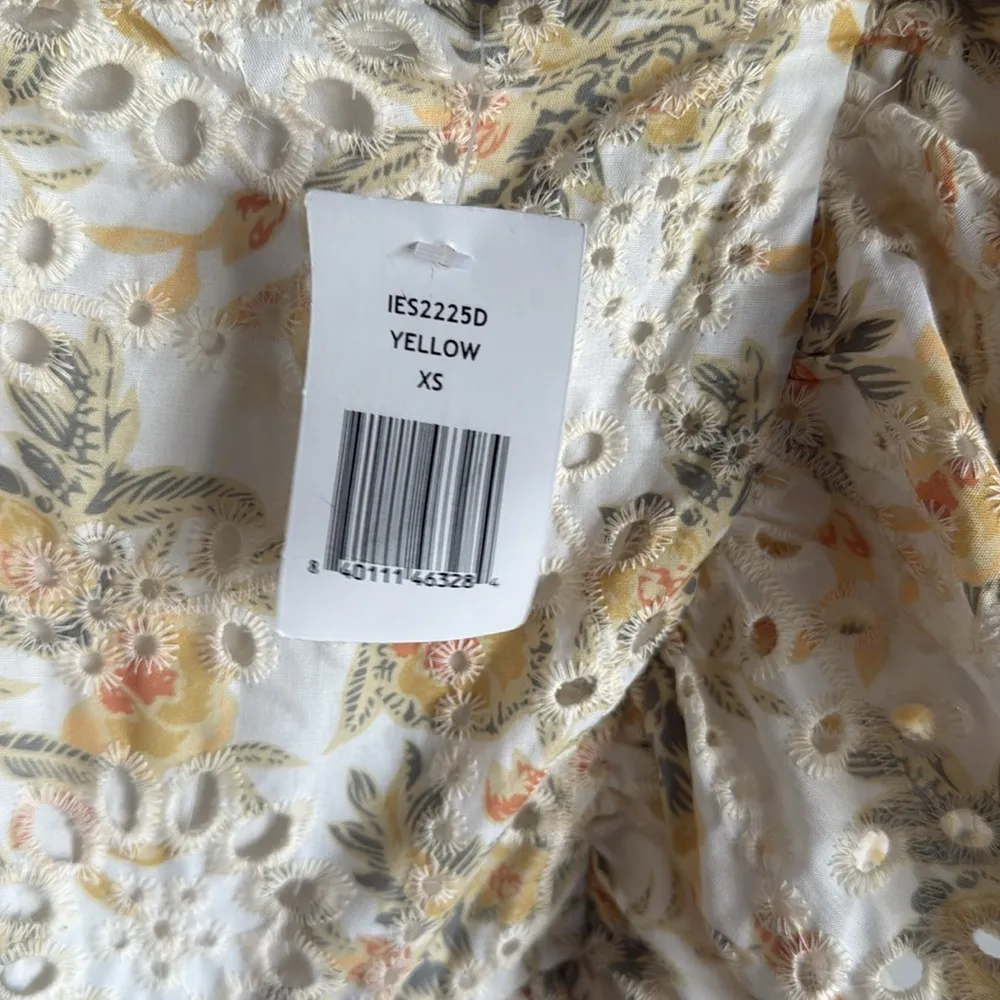 IES2225D
YELLOW
XS
8 40111 46328 4